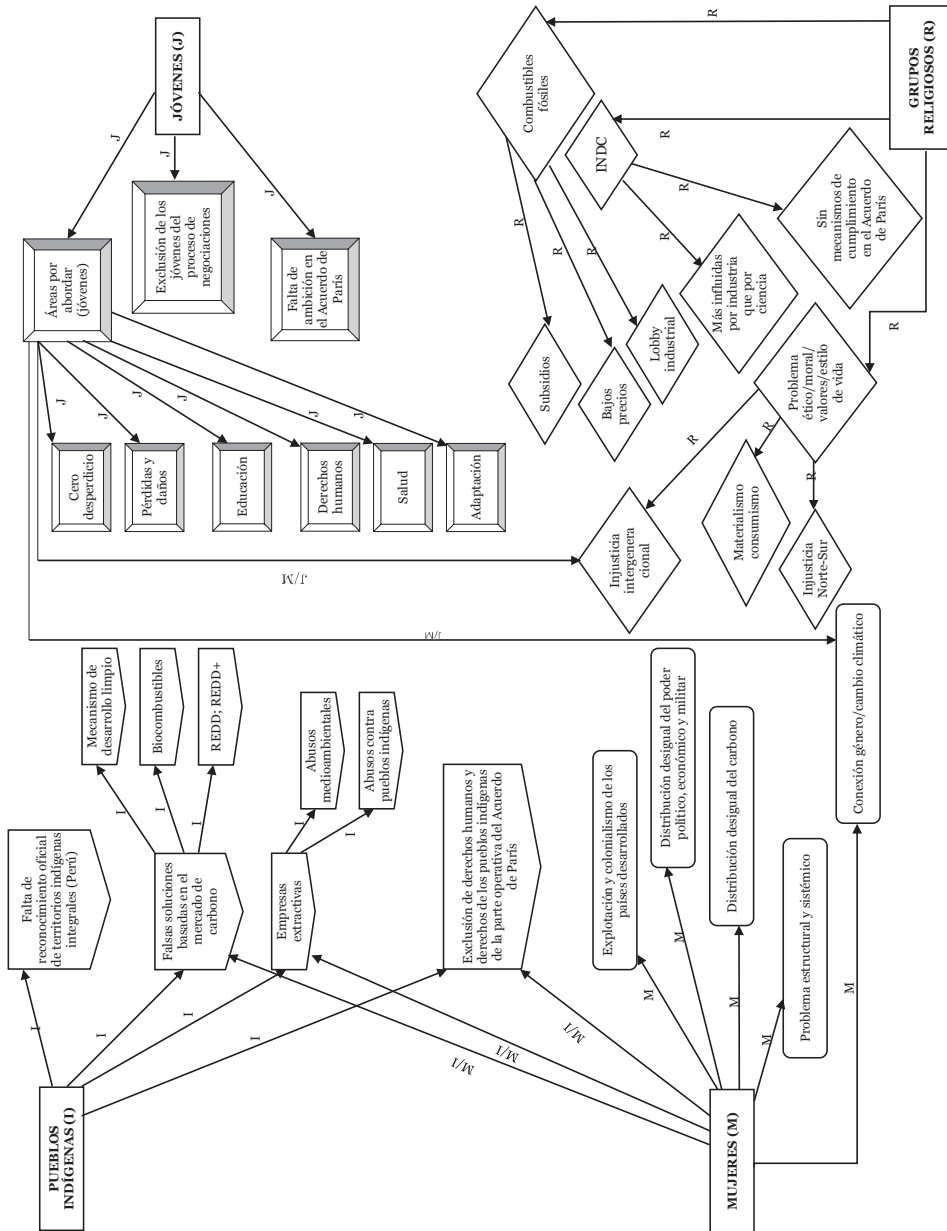 PUEBLOS
INDÍGENAS (I)
I
I
I
I
Falta de
reconocimiento oficial
de territorios indígenas
integrales (Perú)
Falsas soluciones
basadas en el
mercado de
carbono
I
I
I
Mecanismo de
desarrollo limpio
Biocombustibles
REDD; REDD+
Empresas
extractivas
I
I
Abusos
medioambientales
Abusos contra
pueblos indígenas
Exclusión de derechos humanos y
derechos de los pueblos indígenas
de la parte operativa del Acuerdo
de París
MUJERES (M)
M/I
M/I
M/I
M
M
M
M
M
Explotación y colonialismo de los
países desarrollados
Distribución desigual del poder
político, económico y militar
Distribución desigual del carbono
Problema estructural y sistémico
Conexión género/cambio climático
JÓVENES (J)
J
J
J
Áreas por
abordar
(jóvenes)
Exclusión de los
jóvenes del
proceso de
negociaciones
Falta de
ambición en
el Acuerdo de
París
J
J
J
J
J
J
J
Cero
desperdicio
Pérdidas y
daños
Educación
Derechos
humanos
Salud
Adaptación
J/M
J/M
GRUPOS
RELIGIOSOS (R)
R
R
R
R
Combustibles
fósiles
R
R
R
Subsidios
Bajos
precios
Lobby
industrial
INDC
R
R
Más influidas
por industria
que por
ciencia
Sin
mecanismos de
cumplimiento
en el Acuerdo
de París
Problema
ético/moral/
valores/estilo
de vida
R
R
R
Injusticia
intergenera
cional
Materialismo
consumismo
Injusticia
Norte-Sur